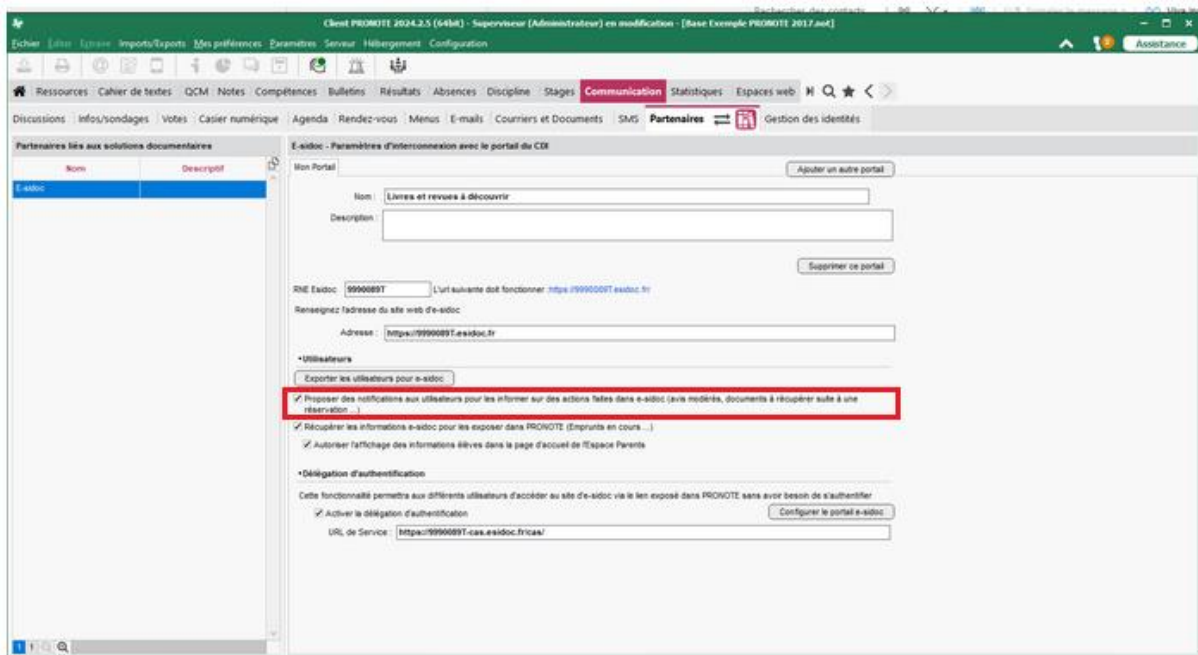 Rechercher des contacts
Client PRONOTE 2024.2.5 (64bit) - Superviseur (Administrateur) en modification - [Base Exemple PRONOTE 2017.not]
Fichier Editer Extraire Imports/Exports Mes préférences Paramètres Serveur Hébergement Configuration
Assistance
Ressources Cahier de textes QCM Notes Compétences Bulletins Résultats Absences Discipline Stages Communication Statistiques Espaces web
Discussions Infos/sondages Votes Casier numérique Agenda Rendez-vous Menus E-mails Courriers et Documents SMS Partenaires Gestion des identités
Partenaires liés aux solutions documentaires
E-sidoc - Paramètres d'interconnexion avec le portail du CDI
Nom Descriptif
Mon Portail
Ajouter un autre portail
E-sidoc
Nom : Livres et revues à découvrir
Description :
Supprimer ce portail
RNE Esidoc 9990089T L'url suivante doit fonctionner :https://9990089T.esidoc.fr/
Renseignez l'adresse du site web d'e-sidoc
Adresse : https://9990089T.esidoc.fr
Utilisateurs
Exporter les utilisateurs pour e-sidoc
Proposer des notifications aux utilisateurs pour les informer sur des actions faites dans e-sidoc (avis modérés, documents à récupérer suite à une
réservation ...)
Récupérer les informations e-sidoc pour les exposer dans PRONOTE (Emprunts en cours ...)
Autoriser l'affichage des informations élèves dans la page d'accueil de l'Espace Parents
Délégation d'authentification
Cette fonctionnalité permettra aux différents utilisateurs d'accéder au site d'e-sidoc via le lien exposé dans PRONOTE sans avoir besoin de s'authentifier
Activer la délégation d'authentification
Configurer le portail e-sidoc
URL de Service : https://9990089T-cas.esidoc.fr/cas/
1 1